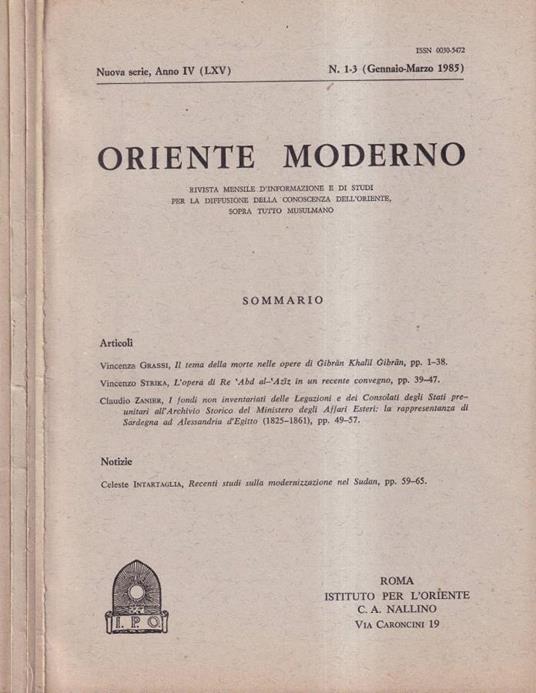 ISSN 0030-5472
Nuova serie, Anno IV (LXV) N. 1-3 (Gennaio-Marzo 1985)
ORIENTE MODERNO
RIVISTA MENSILE D'INFORMAZIONE E DI STUDI
PER LA DIFFUSIONE DELLA CONOSCENZA DELL'ORIENTE,
SOPRA TUTTO MUSULMANO
SOMMARIO
Articoli
Vincenza GRASSI, Il tema della morte nelle opere di Ǧibrān Khalīl Ǧibrān, pp. 1-38.
Vincenzo STRIKA, L'opera di Re 'Abd al-'Azīz in un recente convegno, pp. 39-47.
Claudio ZANIER, I fondi non inventariati delle Legazioni e dei Consolati degli Stati pre-
unitari all'Archivio Storico del Ministero degli Affari Esteri: la rappresentanza di
Sardegna ad Alessandria d'Egitto (1825-1861), pp. 49-57.
Notizie
Celeste INTARTAGLIA, Recenti studi sulla modernizzazione nel Sudan, pp. 59-65.
I.P.O.
ROMA
ISTITUTO PER L'ORIENTE
C. A. NALLINO
VIA CARONCINI 19